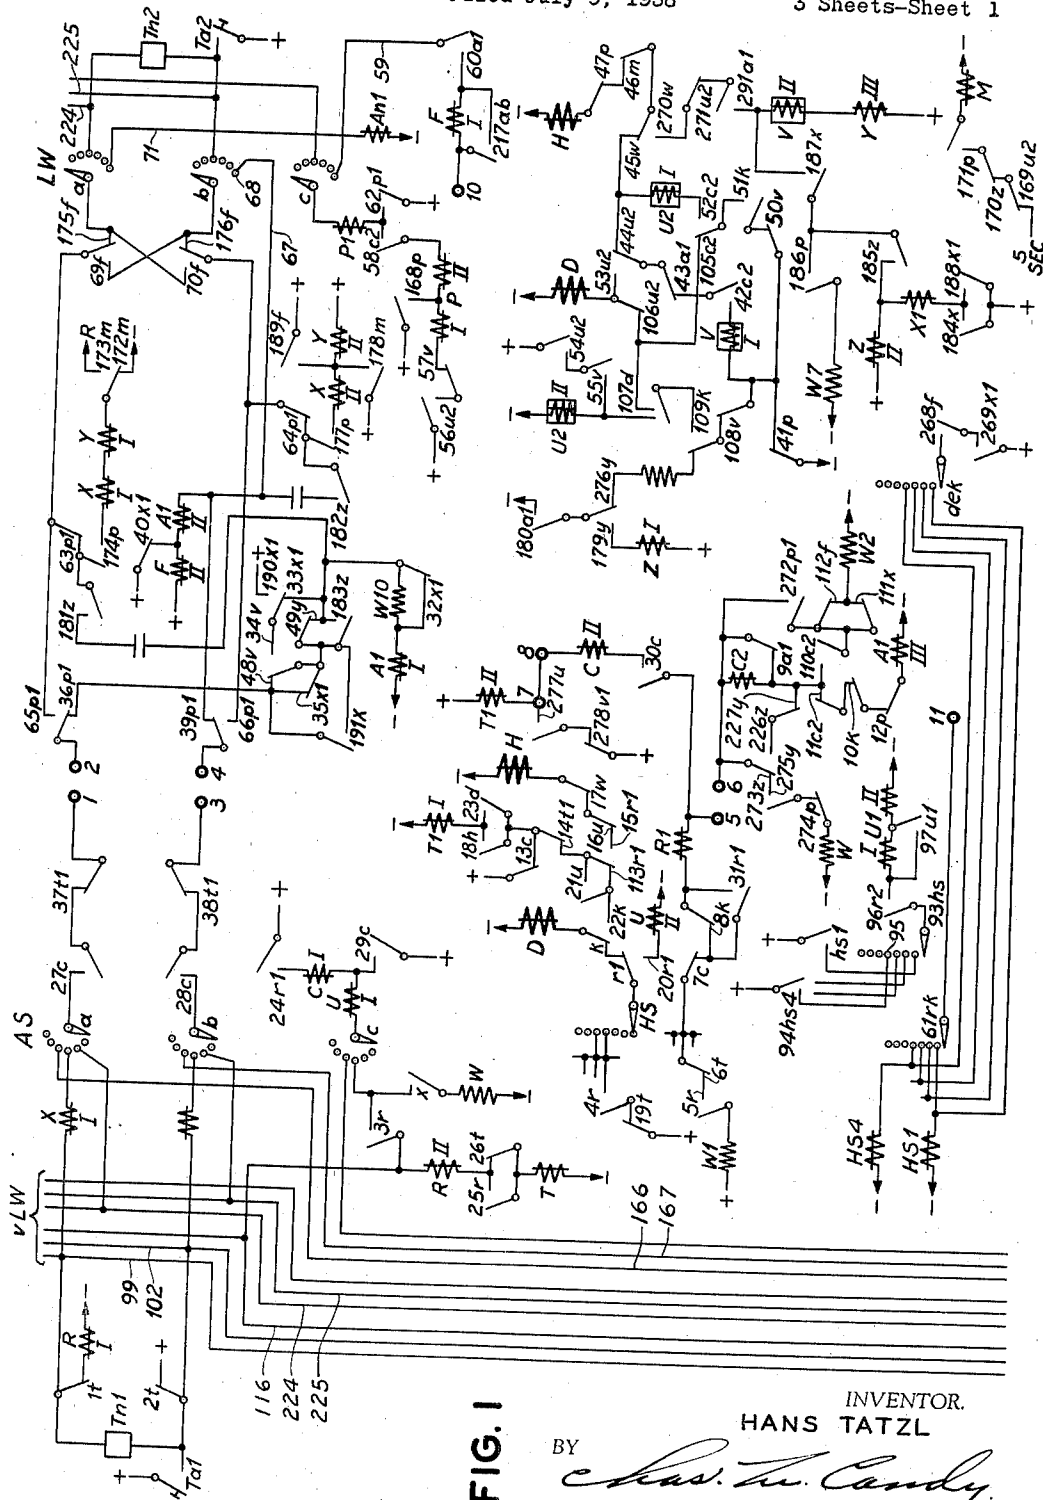 Filed July 5, 1938
3 Sheets-Sheet 1
225
Tn2
Ta2
224
71
59
60a1
F
I
217ab
10
An1
LW
a
b
c
68
67
175f
176f
69f
70f
P1
58c2
62p1
168p
II
P
I
57v
56u2
R
173m
172m
Y
I
X
I
174p
189f
Y
II
X
II
178m
64p1
177p
63p1
181z
40x1
A1
II
F
II
182z
190x1
34v
33x1
49y
183z
48v
35x1
191x
W10
32x1
A1
I
65p1
36p1
39p1
66p1
2
4
1
3
37t1
38t1
27c
28c
24r1
C
I
U
I
29c
AS
a
b
c
X
I
3r
x
W
R
II
25r
26t
T
vLW
99
102
116
224
225
166
167
R
I
1t
2t
Tn1
Ta1
H
47p
46m
270w
271u2
291a1
V
II
Y
III
45w
U2
I
44u2
52c2
51k
50v
187x
D
53u2
43a1
105c2
42c2
106u2
V
I
186p
185z
54u2
55v
107d
109k
108v
41p
W7
Z
II
X1
184x
188x1
U2
II
276y
180a1
179y
Z
I
171p
M
170z
169u2
5 SEC
268f
269x1
dek
T1
II
7
8
277u
C
II
30c
278v1
H
T1
I
23d
18h
17w
16u
15r1
14t1
13c
21u
113r1
22k
D
k
r1
U
II
20r1
HS
R1
31r1
8k
7c
6
5
4r
19t
5r
6t
W1
272p1
112f
W2
111x
C2
9a1
110c2
227y
226z
11c2
10k
12p
A1
III
273z
275y
274p
W
I
U1
II
97u1
96r2
93hs
95
hs1
94hs4
61rk
11
HS4
HS1
FIG. 1
INVENTOR.
HANS TATZL
BY
Chas. M. Candy.